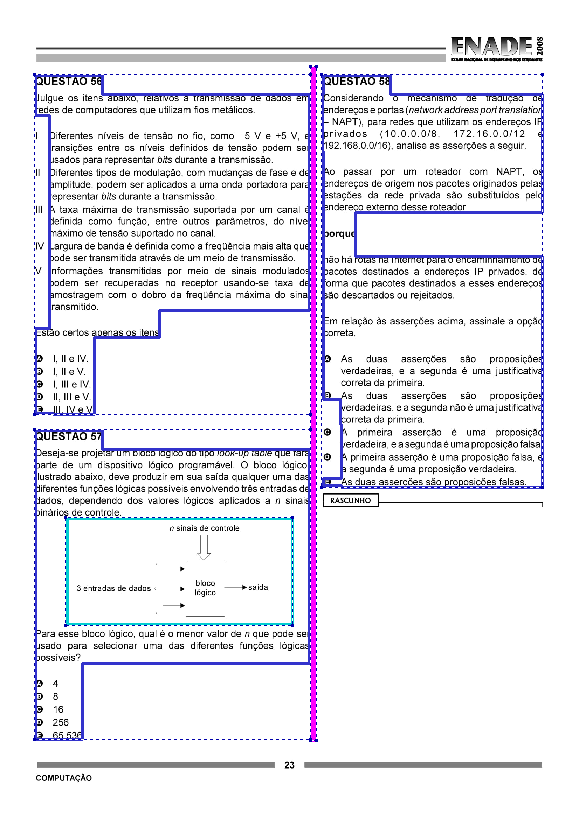 ENADE 2008
EXAME NACIONAL DE DESEMPENHO DOS ESTUDANTES
QUESTÃO 56
Julgue os itens abaixo, relativos à transmissão de dados em
redes de computadores que utilizam fios metálicos.
I Diferentes níveis de tensão no fio, como -5 V e +5 V, e
transições entre os níveis definidos de tensão podem ser
usados para representar bits durante a transmissão.
II Diferentes tipos de modulação, com mudanças de fase e de
amplitude, podem ser aplicados a uma onda portadora para
representar bits durante a transmissão.
III A taxa máxima de transmissão suportada por um canal é
definida como função, entre outros parâmetros, do nível
máximo de tensão suportado no canal.
IV Largura de banda é definida como a freqüência mais alta que
pode ser transmitida através de um meio de transmissão.
V Informações transmitidas por meio de sinais modulados
podem ser recuperadas no receptor usando-se taxa de
amostragem com o dobro da freqüência máxima do sinal
transmitido.
Estão certos apenas os itens
A I, II e IV.
B I, II e V.
C I, III e IV
D II, III e V.
E III, IV e V
QUESTÃO 57
Deseja-se projetar um bloco lógico do tipo look-up table que fará
parte de um dispositivo lógico programável. O bloco lógico,
ilustrado abaixo, deve produzir em sua saída qualquer uma das
diferentes funções lógicas possíveis envolvendo três entradas de
dados, dependendo dos valores lógicos aplicados a n sinais
binários de controle.
n sinais de controle
3 entradas de dados
bloco
lógico
saída
Para esse bloco lógico, qual é o menor valor de n que pode ser
usado para selecionar uma das diferentes funções lógicas
possíveis?
A 4
B 8
C 16
D 256
E 65.536
QUESTÃO 58
Considerando o mecanismo de tradução de
endereços e portas (network address port translation
– NAPT), para redes que utilizam os endereços IP
privados (10.0.0.0/8, 172.16.0.0/12 e
192.168.0.0/16), analise as asserções a seguir.
Ao passar por um roteador com NAPT, os
endereços de origem nos pacotes originados pelas
estações da rede privada são substituídos pelo
endereço externo desse roteador
porque
não há rotas na Internet para o encaminhamento de
pacotes destinados a endereços IP privados, de
forma que pacotes destinados a esses endereços
são descartados ou rejeitados.
Em relação às asserções acima, assinale a opção
correta.
A As duas asserções são proposições
verdadeiras, e a segunda é uma justificativa
correta da primeira.
B As duas asserções são proposições
verdadeiras, e a segunda não é uma justificativa
correta da primeira.
C A primeira asserção é uma proposição
verdadeira, e a segunda é uma proposição falsa.
D A primeira asserção é uma proposição falsa, e
a segunda é uma proposição verdadeira.
E As duas asserções são proposições falsas.
RASCUNHO
23
COMPUTAÇÃO